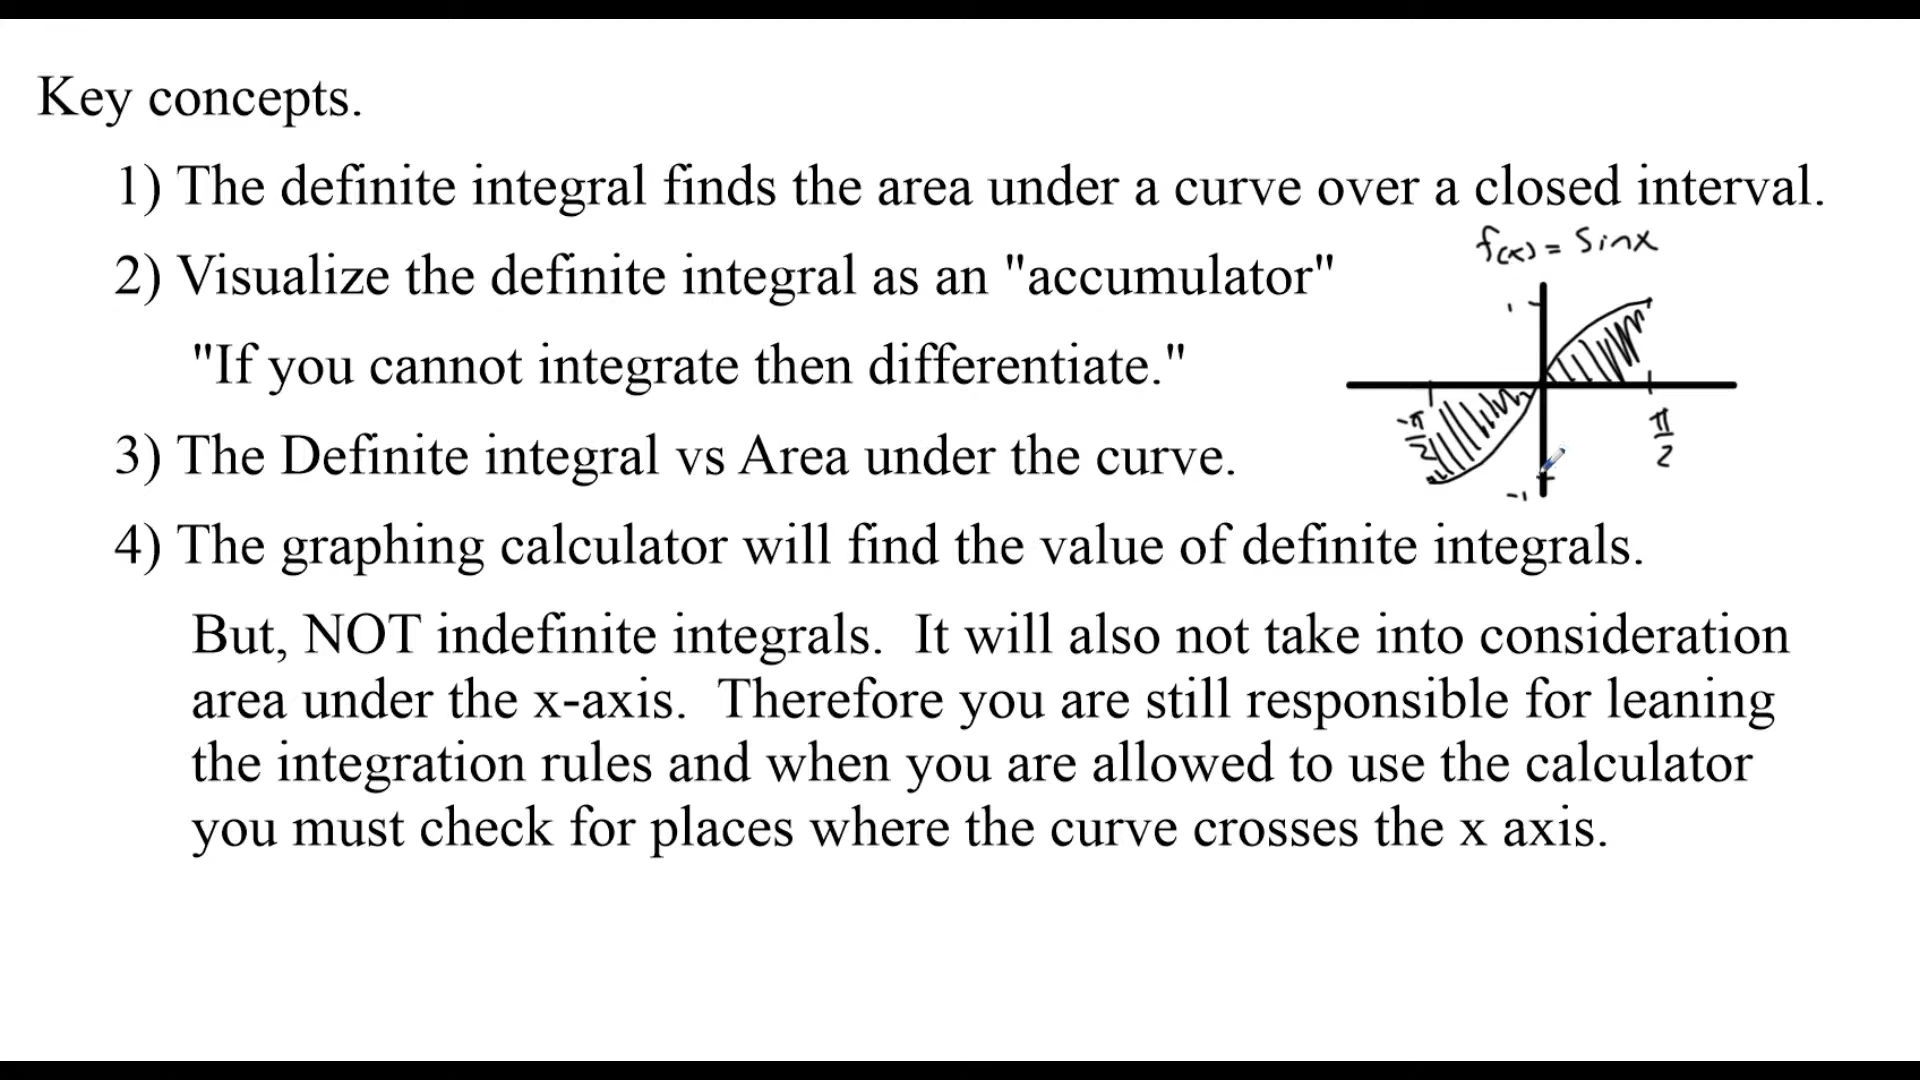 Key concepts.
1) The definite integral finds the area under a curve over a closed interval.
f(x) = Sinx
2) Visualize the definite integral as an "accumulator"
"If you cannot integrate then differentiate."
1
-π/2
π/2
-1
3) The Definite integral vs Area under the curve.
4) The graphing calculator will find the value of definite integrals.
But, NOT indefinite integrals. It will also not take into consideration
area under the x-axis. Therefore you are still responsible for leaning
the integration rules and when you are allowed to use the calculator
you must check for places where the curve crosses the x axis.